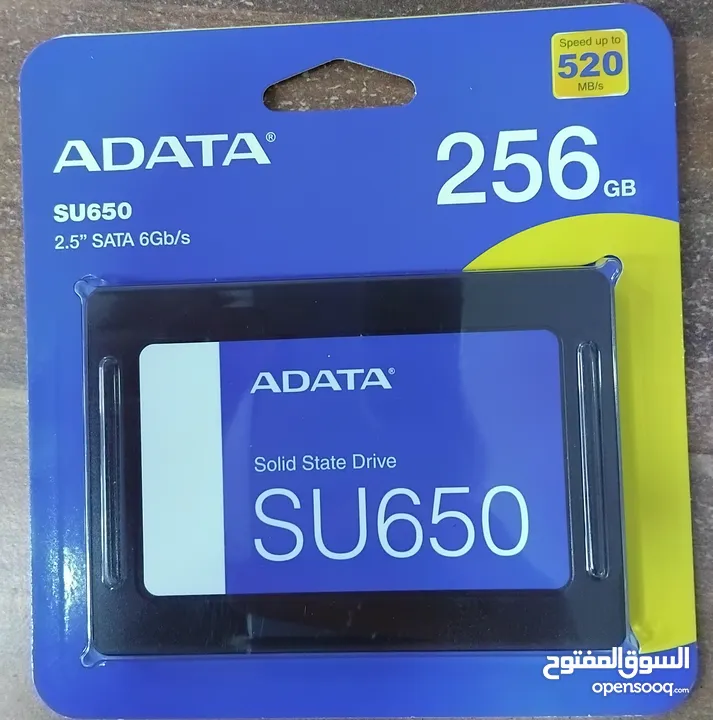 Speed up to
520
MB/s
ADATA®
256GB
SU650
2.5" SATA 6Gb/s
ADATA®
Solid State Drive
SU650
السوق المفتوح
opensooq.com